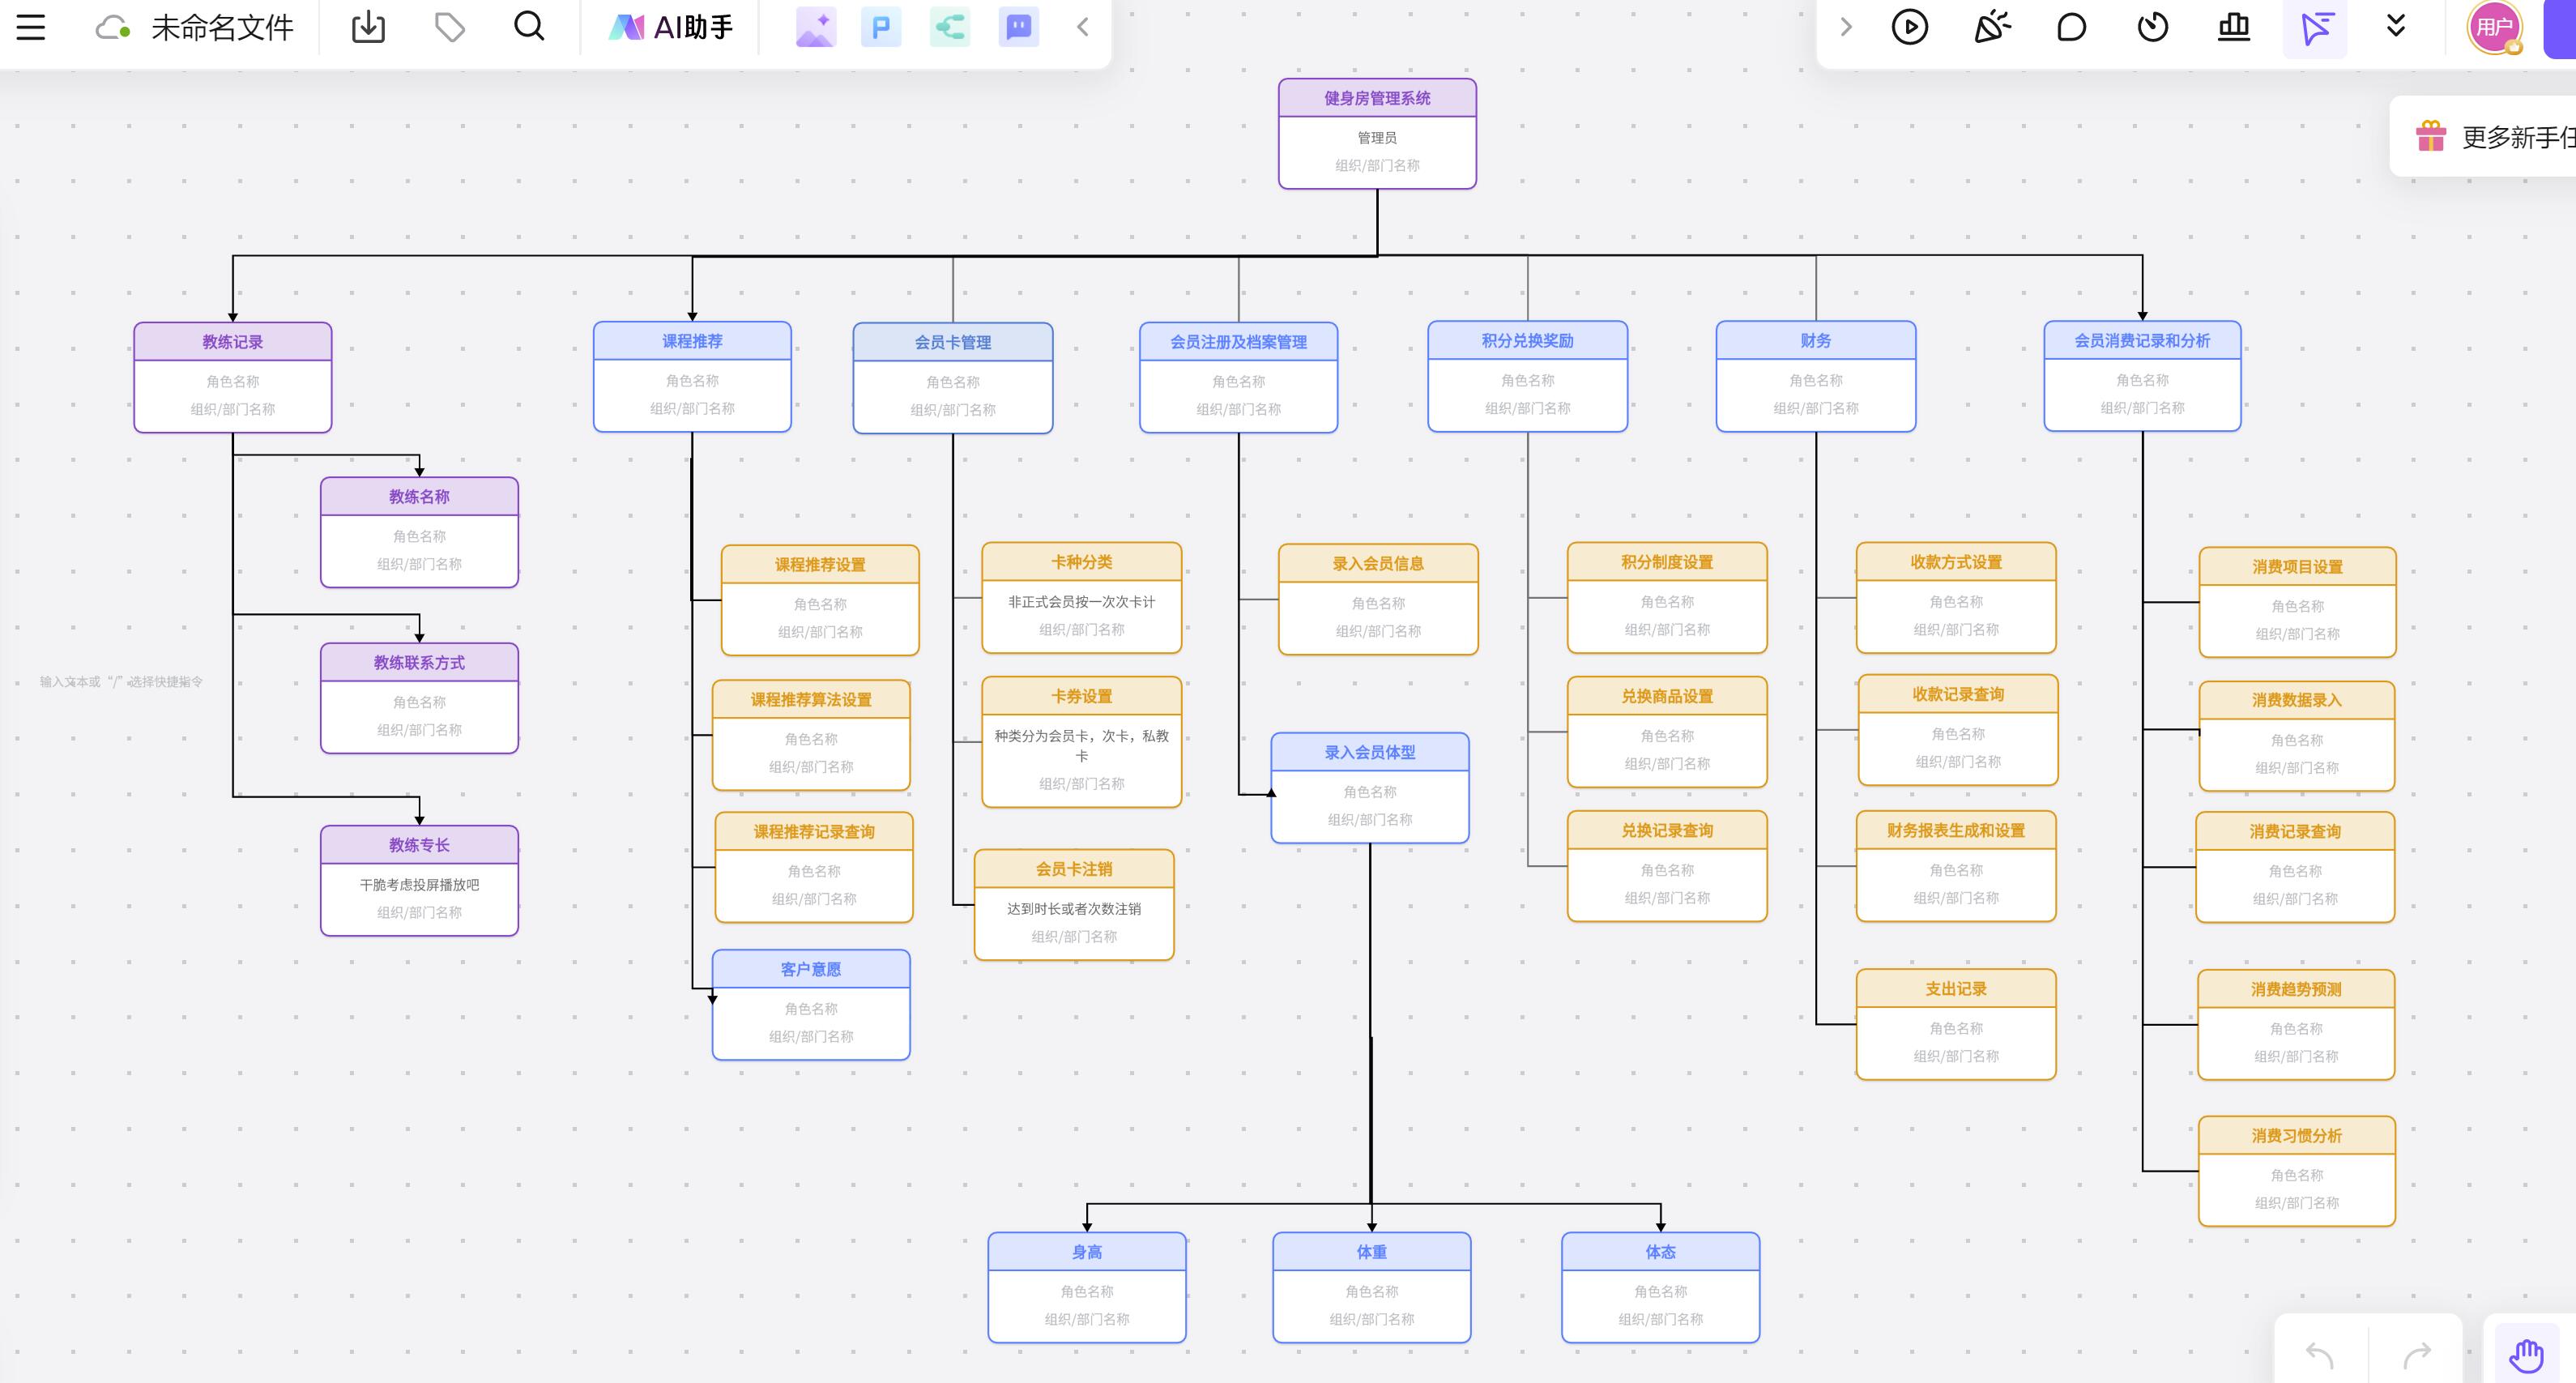 未命名文件
AI助手
用户
更多新手任
健身房管理系统
管理员
组织/部门名称
教练记录
角色名称
组织/部门名称
课程推荐
角色名称
组织/部门名称
会员卡管理
角色名称
组织/部门名称
会员注册及档案管理
角色名称
组织/部门名称
积分兑换奖励
角色名称
组织/部门名称
财务
角色名称
组织/部门名称
会员消费记录和分析
角色名称
组织/部门名称
教练名称
角色名称
组织/部门名称
教练联系方式
角色名称
组织/部门名称
输入文本或“/”选择快捷指令
教练专长
干脆考虑投屏播放吧
组织/部门名称
课程推荐设置
角色名称
组织/部门名称
课程推荐算法设置
角色名称
组织/部门名称
课程推荐记录查询
角色名称
组织/部门名称
客户意愿
角色名称
组织/部门名称
卡种分类
非正式会员按一次次卡计
组织/部门名称
卡券设置
种类分为会员卡，次卡，私教
卡
组织/部门名称
会员卡注销
达到时长或者次数注销
组织/部门名称
录入会员信息
角色名称
组织/部门名称
录入会员体型
角色名称
组织/部门名称
积分制度设置
角色名称
组织/部门名称
兑换商品设置
角色名称
组织/部门名称
兑换记录查询
角色名称
组织/部门名称
收款方式设置
角色名称
组织/部门名称
收款记录查询
角色名称
组织/部门名称
财务报表生成和设置
角色名称
组织/部门名称
支出记录
角色名称
组织/部门名称
消费项目设置
角色名称
组织/部门名称
消费数据录入
角色名称
组织/部门名称
消费记录查询
角色名称
组织/部门名称
消费趋势预测
角色名称
组织/部门名称
消费习惯分析
角色名称
组织/部门名称
身高
角色名称
组织/部门名称
体重
角色名称
组织/部门名称
体态
角色名称
组织/部门名称